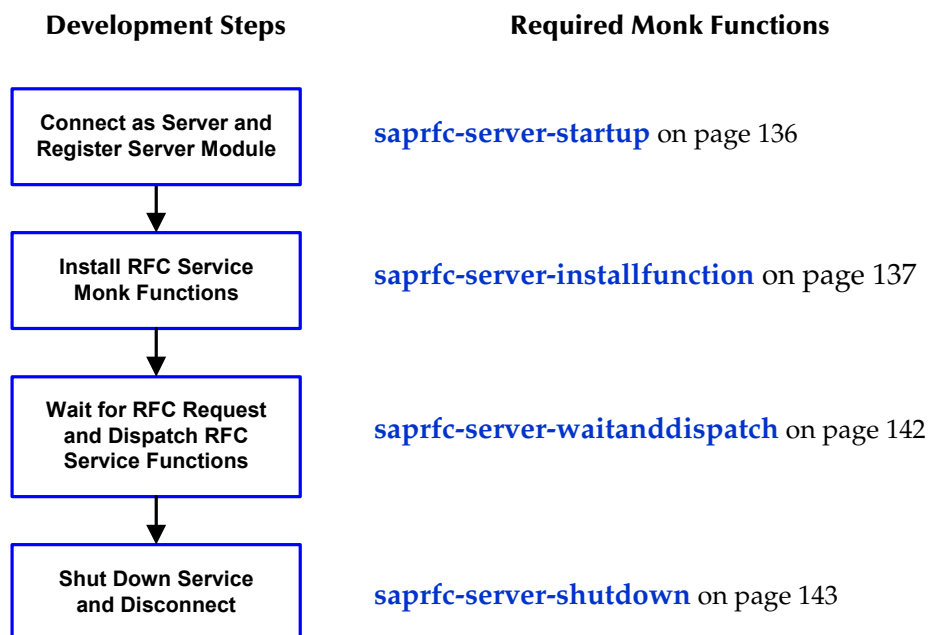 Development Steps
Required Monk Functions
Connect as Server and
Register Server Module
saprfc-server-startup on page 136
Install RFC Service
Monk Functions
saprfc-server-installfunction on page 137
Wait for RFC Request
and Dispatch RFC
Service Functions
saprfc-server-waitanddispatch on page 142
Shut Down Service
and Disconnect
saprfc-server-shutdown on page 143